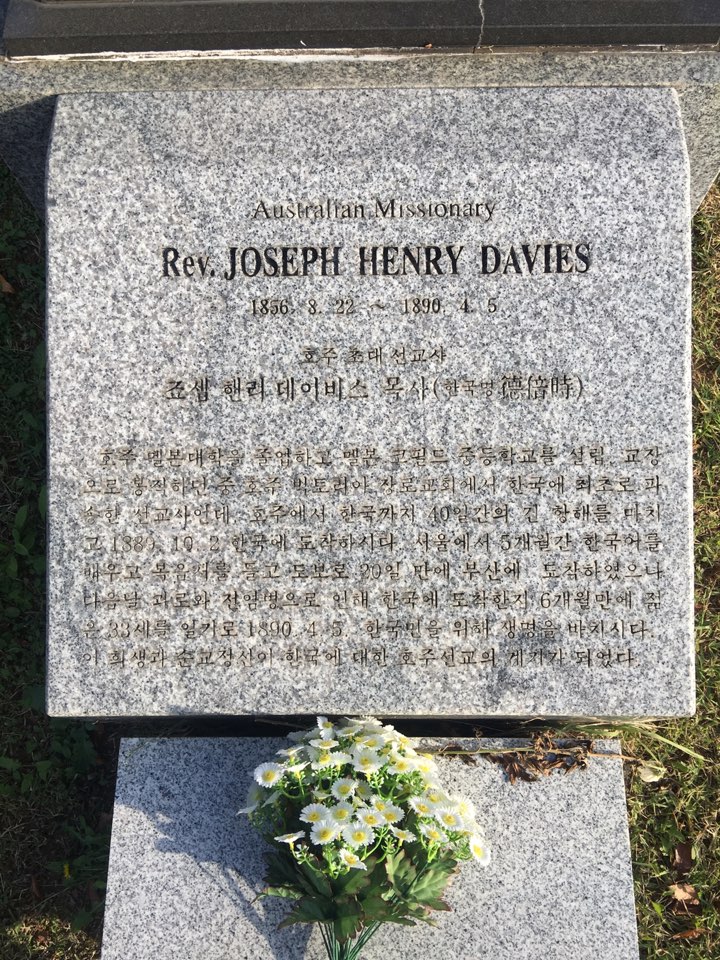 Australian Missionary
Rev. JOSEPH HENRY DAVIES
1856. 8. 22 ~ 1890. 4. 5
호주 초대 선교사
죠셉 헨리 데이비스 목사(한국명 德倍時)
호주 멜본대학을 졸업하고 멜본 코필드 중등학교를 설립, 교장
으로 봉직하던 중 호주 빅토리아 장로교회에서 한국에 최초로 파
송한 선교사인데, 호주에서 한국까지 40일간의 긴 항해를 마치
고 1889. 10. 2 한국에 도착하시다. 서울에서 5개월간 한국어를
배우고 복음의를 들고 도보로 20일 만에 부산에 도착하였으나
다음달 과로와 전염병으로 인해 한국에 도착한지 6개월만에 젊
은 33세를 일기로 1890. 4. 5. 한국민을 위해 생명을 바치시다.
이 희생과 순교정신이 한국에 대한 호주선교의 계기가 되었다.